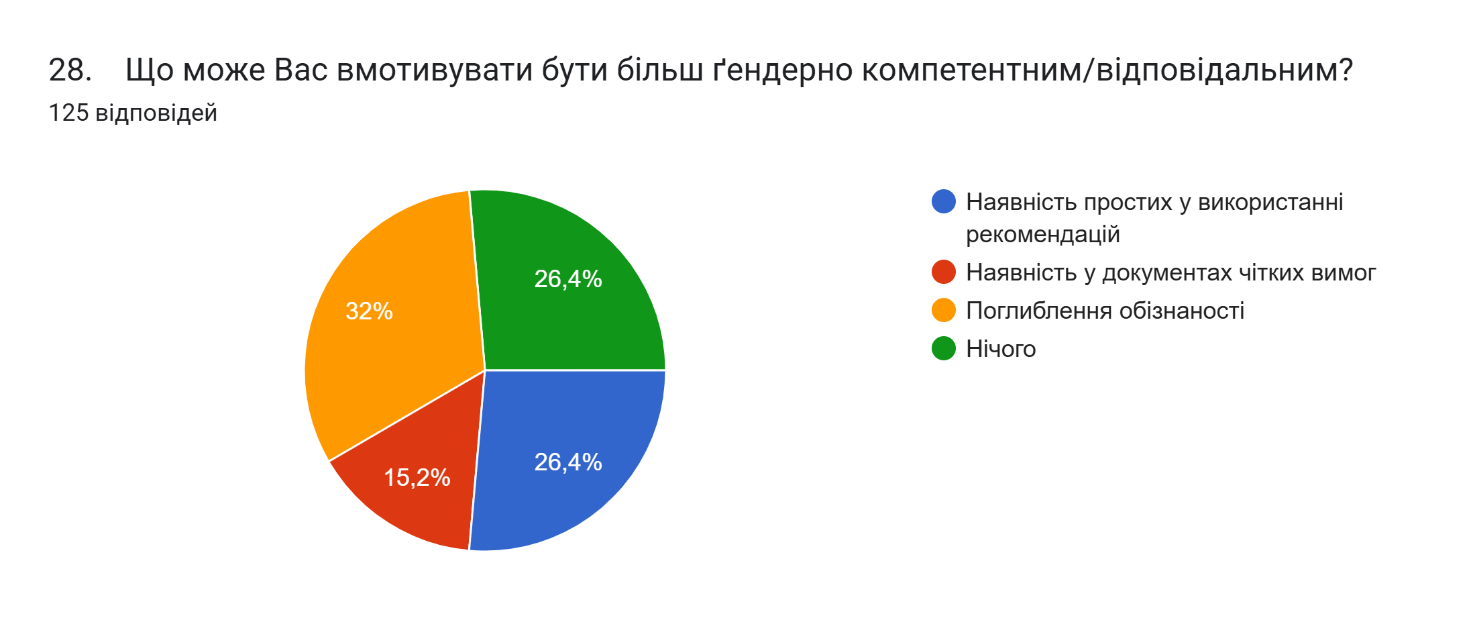 28. Що може Вас вмотивувати бути більш ґендерно компетентним/відповідальним?
125 відповідей
26,4%
32%
26,4%
15,2%
Наявність простих у використанні
рекомендацій
Наявність у документах чітких вимог
Поглиблення обізнаності
Нічого